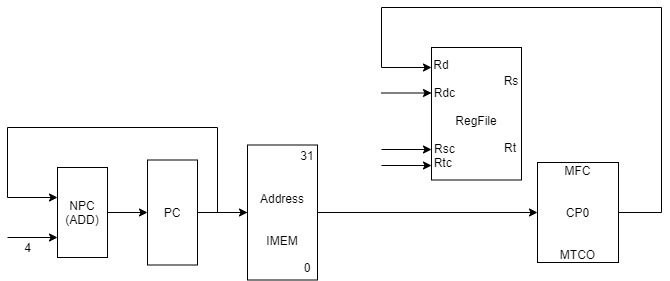 NPC
(ADD)
4
PC
31
Address
IMEM
0
Rd
Rs
Rdc
RegFile
Rsc
Rt
Rtc
MFC
CP0
MTCO